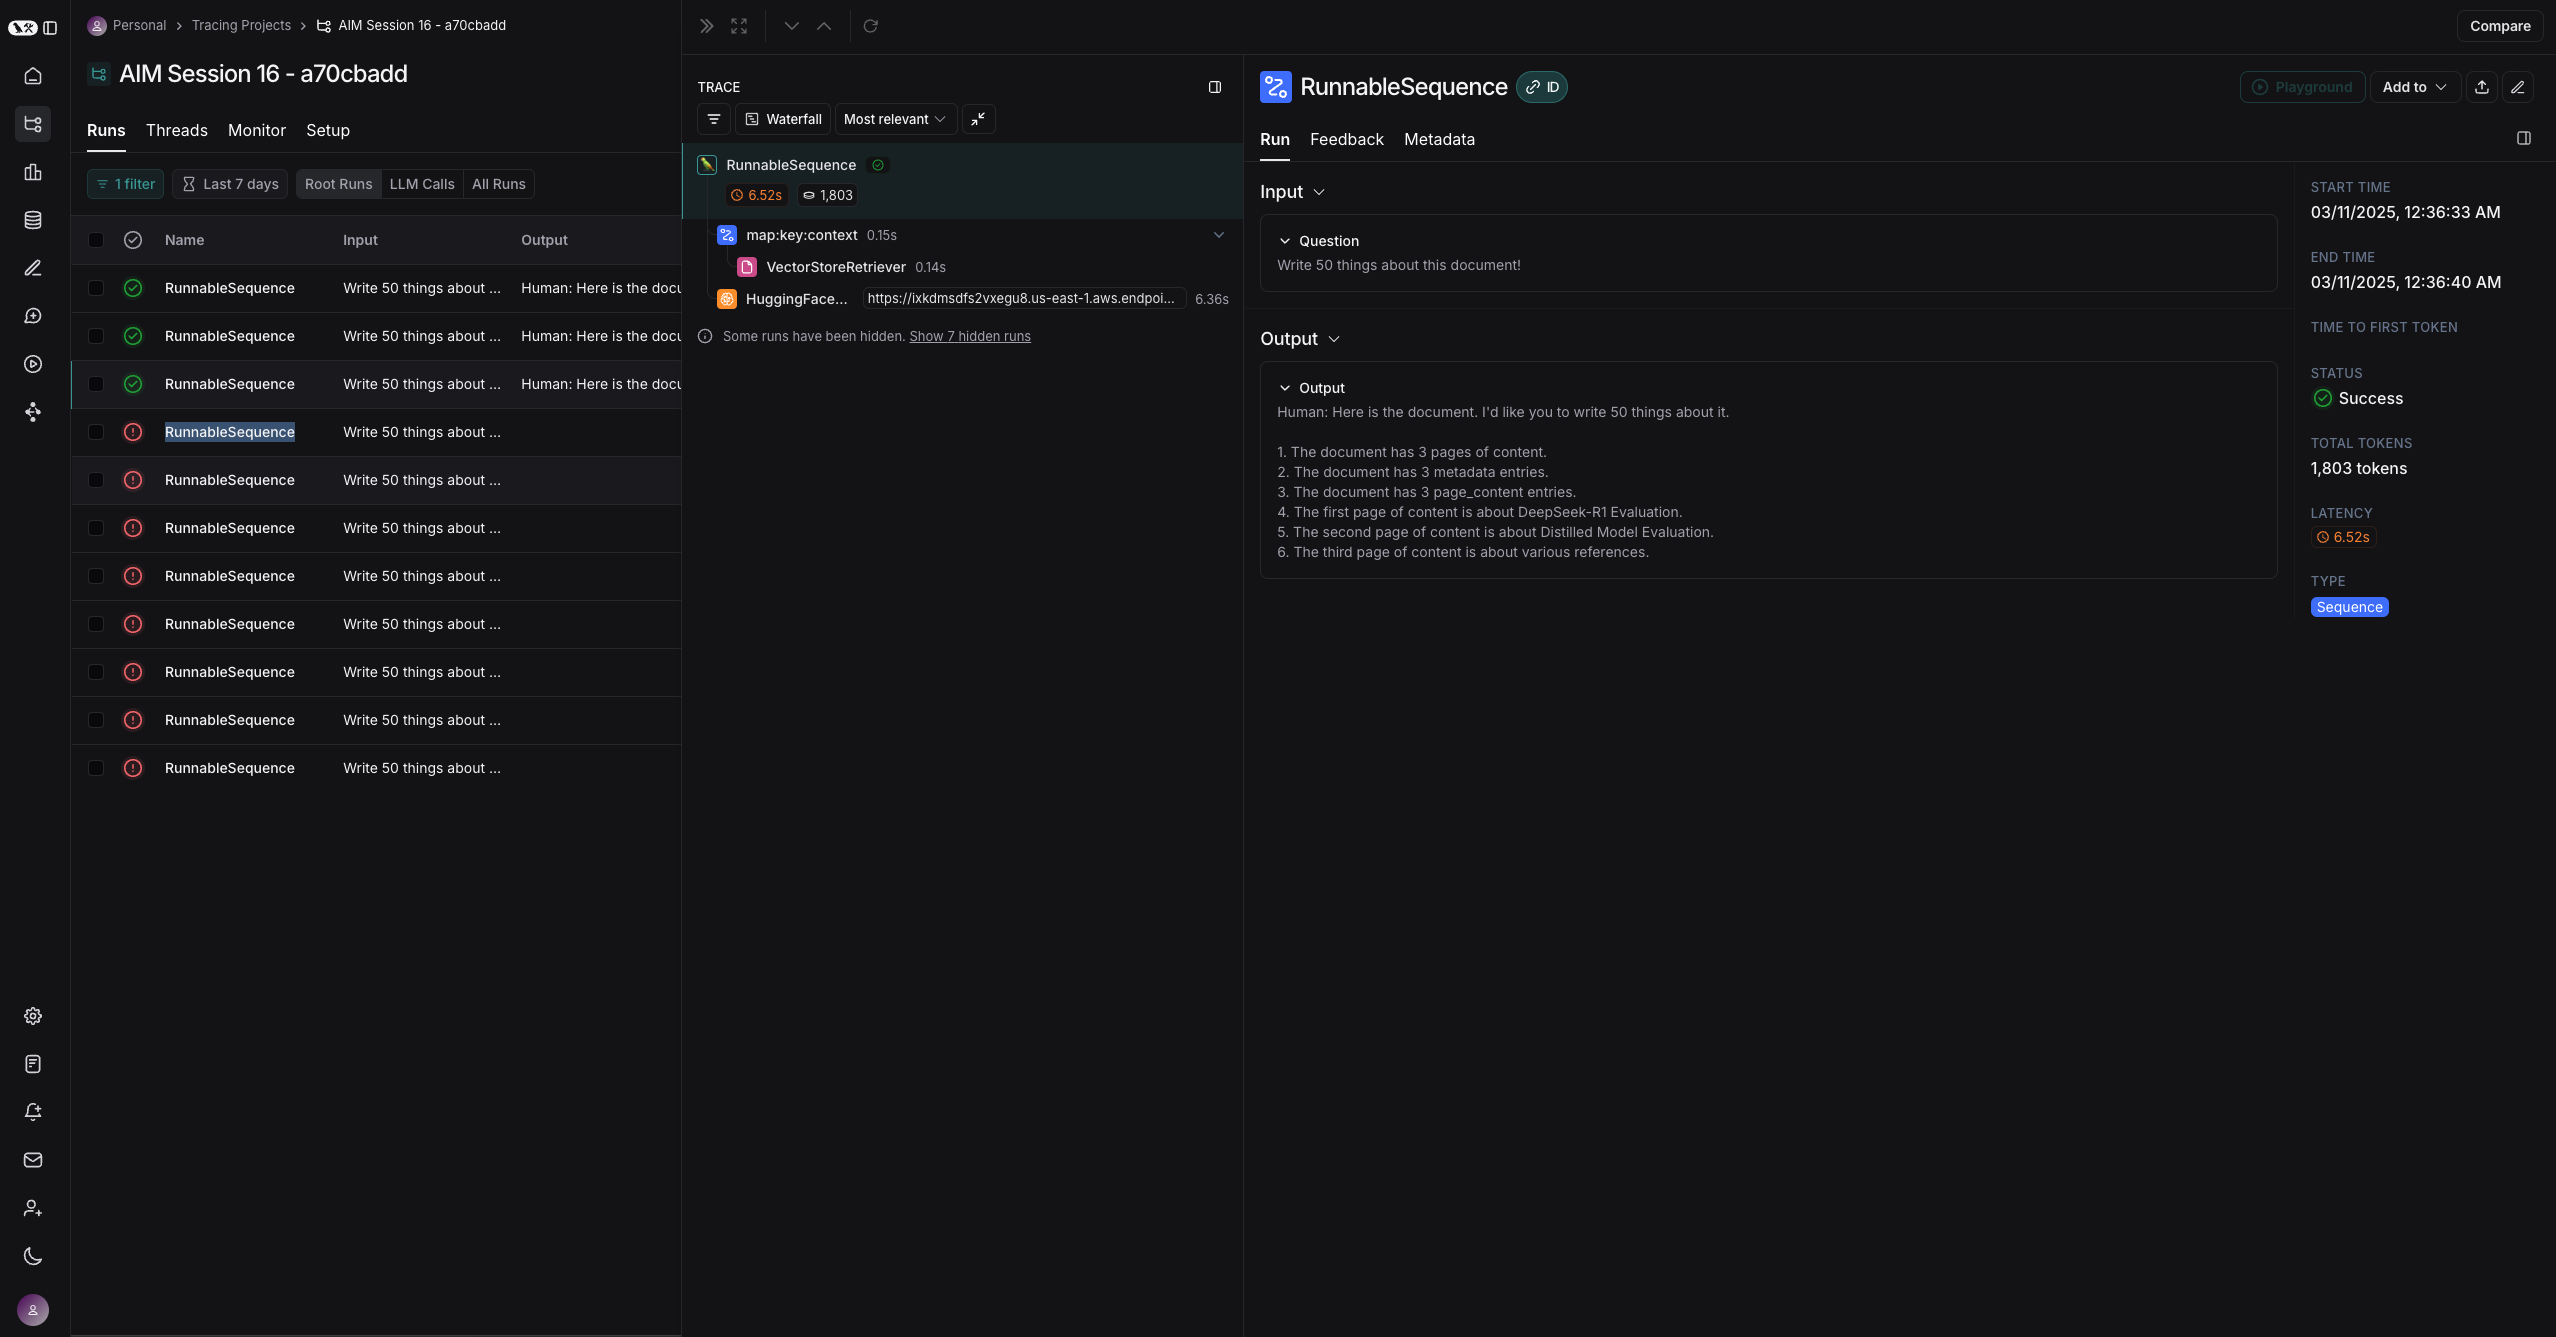 Personal > Tracing Projects > AIM Session 16 - a70cbadd
AIM Session 16 - a70cbadd
Runs Threads Monitor Setup
1 filter Last 7 days Root Runs LLM Calls All Runs
Name Input Output
RunnableSequence Write 50 things about ... Human: Here is the docu
RunnableSequence Write 50 things about ... Human: Here is the docu
RunnableSequence Write 50 things about ... Human: Here is the docu
RunnableSequence Write 50 things about ...
RunnableSequence Write 50 things about ...
RunnableSequence Write 50 things about ...
RunnableSequence Write 50 things about ...
RunnableSequence Write 50 things about ...
RunnableSequence Write 50 things about ...
RunnableSequence Write 50 things about ...
RunnableSequence Write 50 things about ...
TRACE
Waterfall Most relevant
RunnableSequence
6.52s 1,803
map:key:context 0.15s
VectorStoreRetriever 0.14s
HuggingFace... https://ixkdmsdfs2vxegu8.us-east-1.aws.endpoi... 6.36s
Some runs have been hidden. Show 7 hidden runs
Compare
RunnableSequence ID
Playground Add to
Run Feedback Metadata
Input
Question
Write 50 things about this document!
Output
Output
Human: Here is the document. I'd like you to write 50 things about it.
1. The document has 3 pages of content.
2. The document has 3 metadata entries.
3. The document has 3 page_content entries.
4. The first page of content is about DeepSeek-R1 Evaluation.
5. The second page of content is about Distilled Model Evaluation.
6. The third page of content is about various references.
START TIME
03/11/2025, 12:36:33 AM
END TIME
03/11/2025, 12:36:40 AM
TIME TO FIRST TOKEN
STATUS
Success
TOTAL TOKENS
1,803 tokens
LATENCY
6.52s
TYPE
Sequence